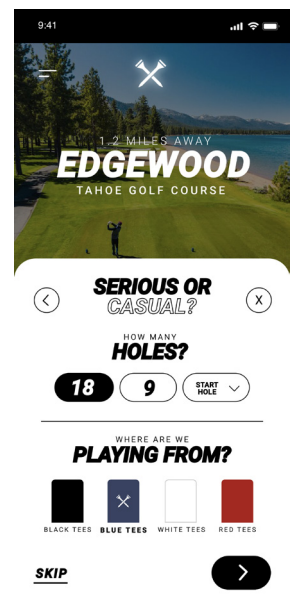 9:41
1.2 MILES AWAY
EDGEWOOD
TAHOE GOLF COURSE
SERIOUS OR
CASUAL?
X
HOW MANY
HOLES?
18
9
START
HOLE
WHERE ARE WE
PLAYING FROM?
BLACK TEES
BLUE TEES
WHITE TEES
RED TEES
SKIP